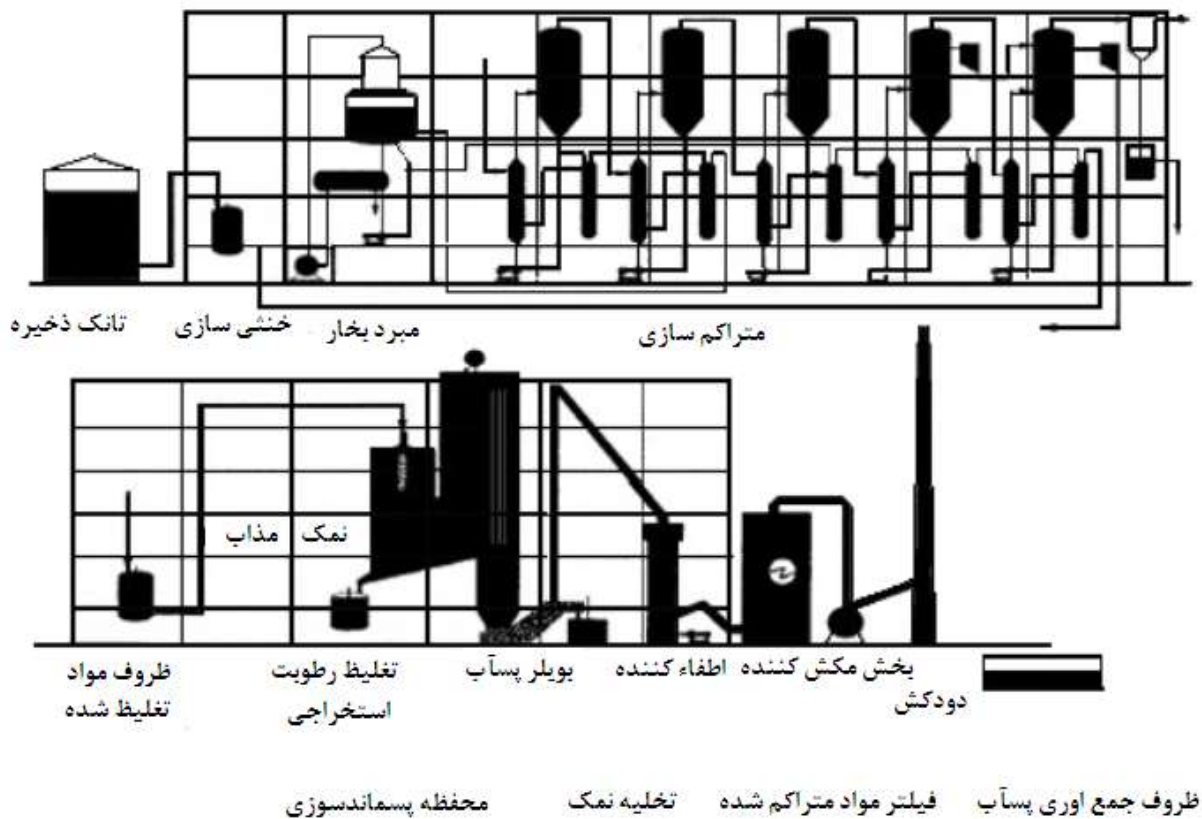 تانک ذخیره
خنثی سازی
مبرد بخار
متراکم سازی
نمک مذاب
ظروف مواد
تغلیظ شده
تغلیظ رطوبت
استخراجی
بویلر پسآب
اطفاء کننده
بخش مکش کننده
دودکش
محفظه پسماندسوزی
تخلیه نمک
فیلتر مواد متراکم شده
ظروف جمع اوری پسآب